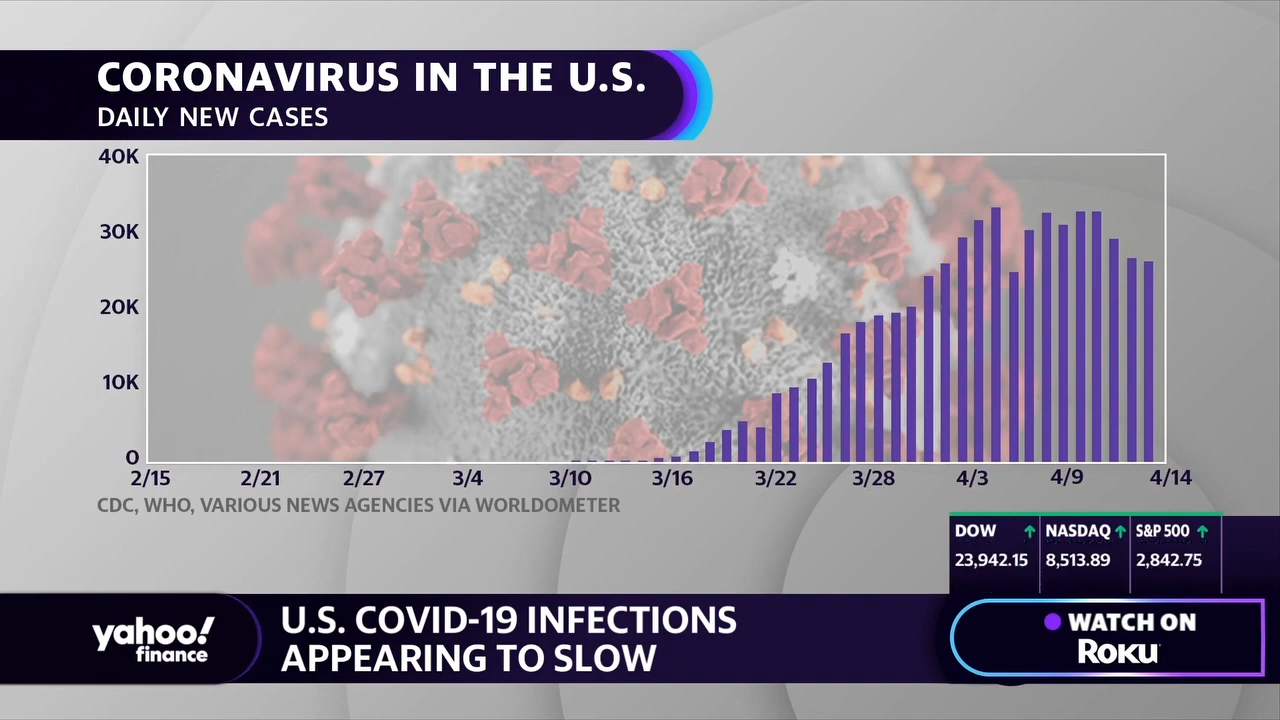 CORONAVIRUS IN THE U.S.
DAILY NEW CASES
40K
30K
20K
10K
0
2/15 2/21 2/27 3/4 3/10 3/16 3/22 3/28 4/3 4/9 4/14
CDC, WHO, VARIOUS NEWS AGENCIES VIA WORLDOMETER
DOW NASDAQ S&P 500
23,942.15 8,513.89 2,842.75
yahoo!
finance
U.S. COVID-19 INFECTIONS
APPEARING TO SLOW
WATCH ON
ROKU